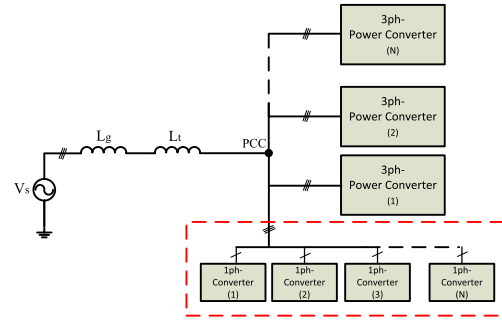 3ph-
Power Converter
(N)
3ph-
Power Converter
(2)
Lg
Lt
PCC
3ph-
Power Converter
(1)
Vs
1ph-
Converter
(1)
1ph-
Converter
(2)
1ph-
Converter
(3)
1ph-
Converter
(N)